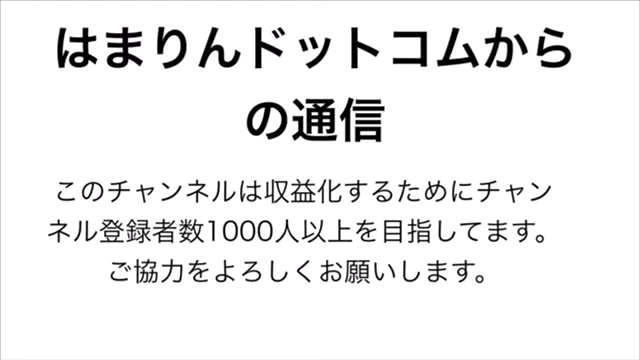 はまりんドットコムから
の通信
このチャンネルは収益化するためにチャン
ネル登録者数1000人以上を目指してます。
ご協力をよろしくお願いします。